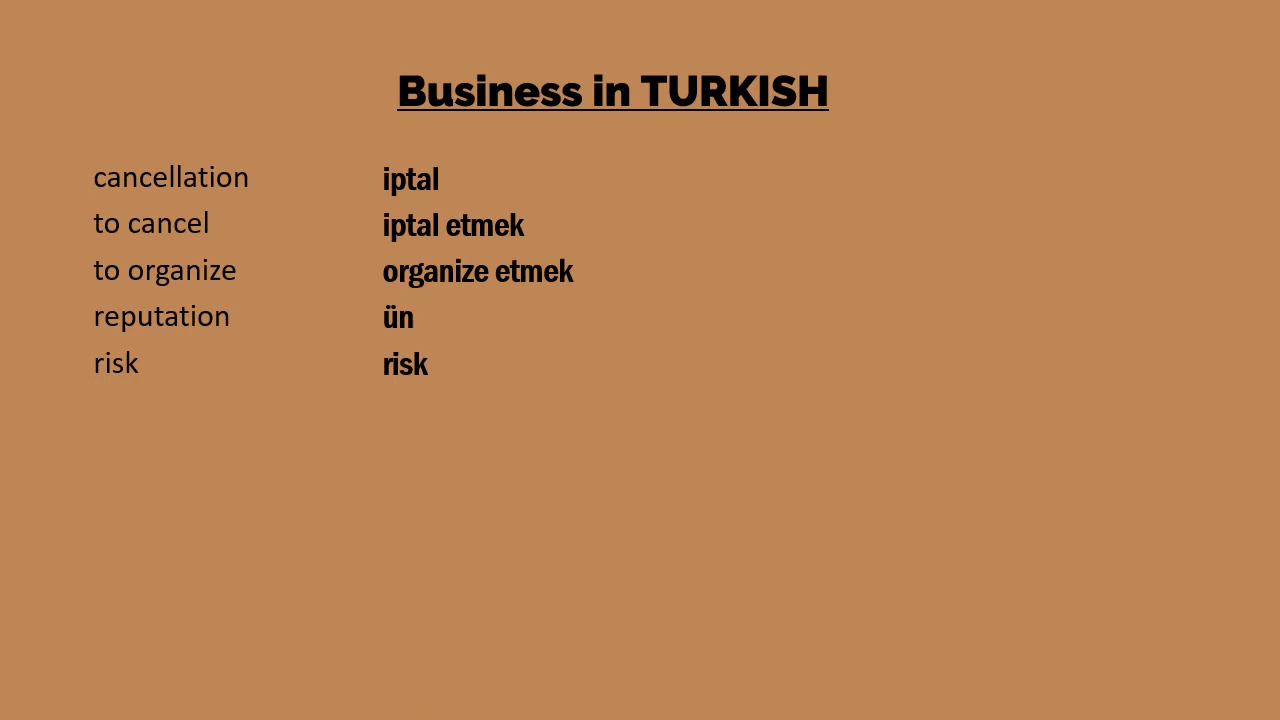 Business in TURKISH
cancellation iptal
to cancel iptal etmek
to organize organize etmek
reputation ün
risk risk